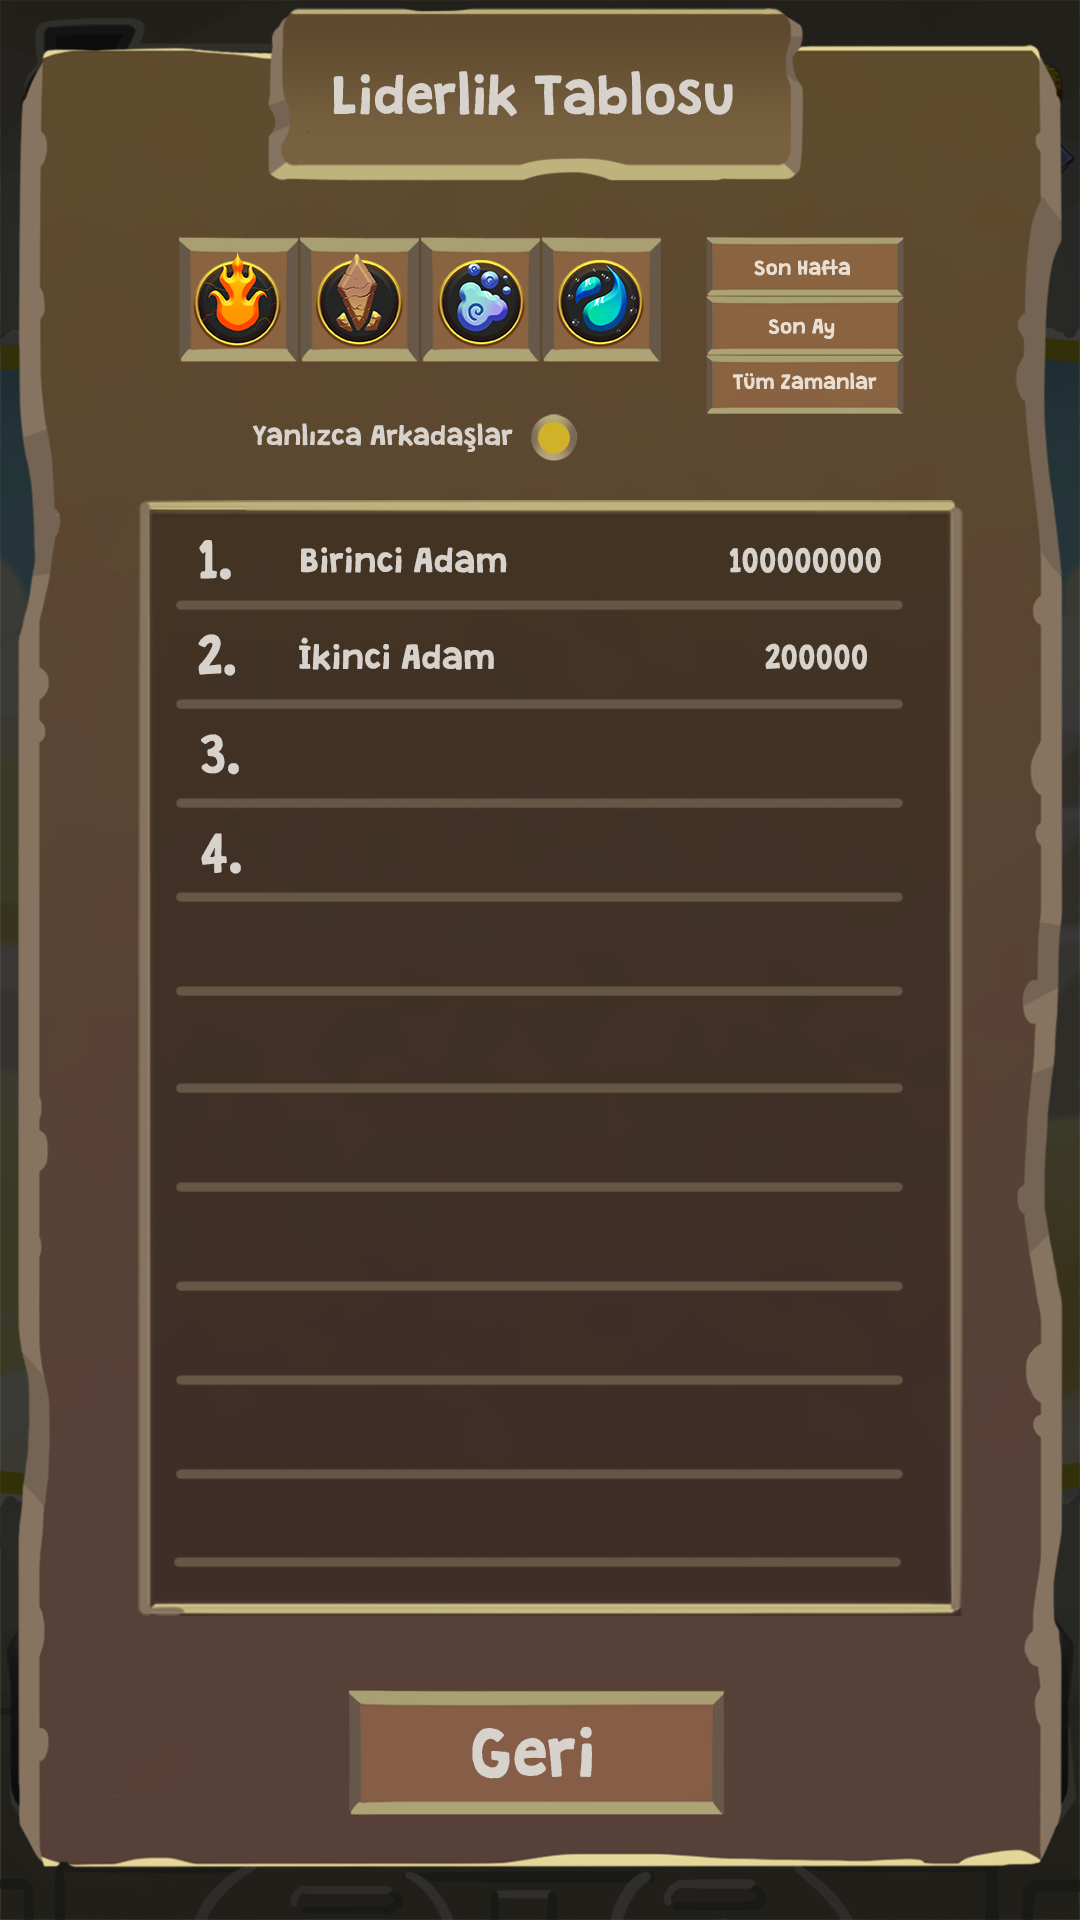 Liderlik Tablosu
Son Hafta
Son Ay
Tüm Zamanlar
Yanlızca Arkadaşlar
1. Birinci Adam 100000000
2. İkinci Adam 200000
3.
4.
Geri